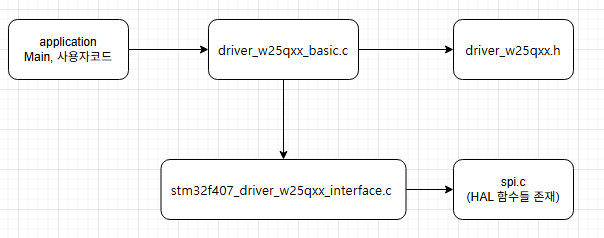 application
Main, 사용자코드
driver_w25qxx_basic.c
driver_w25qxx.h
stm32f407_driver_w25qxx_interface.c
spi.c
(HAL 함수들 존재)